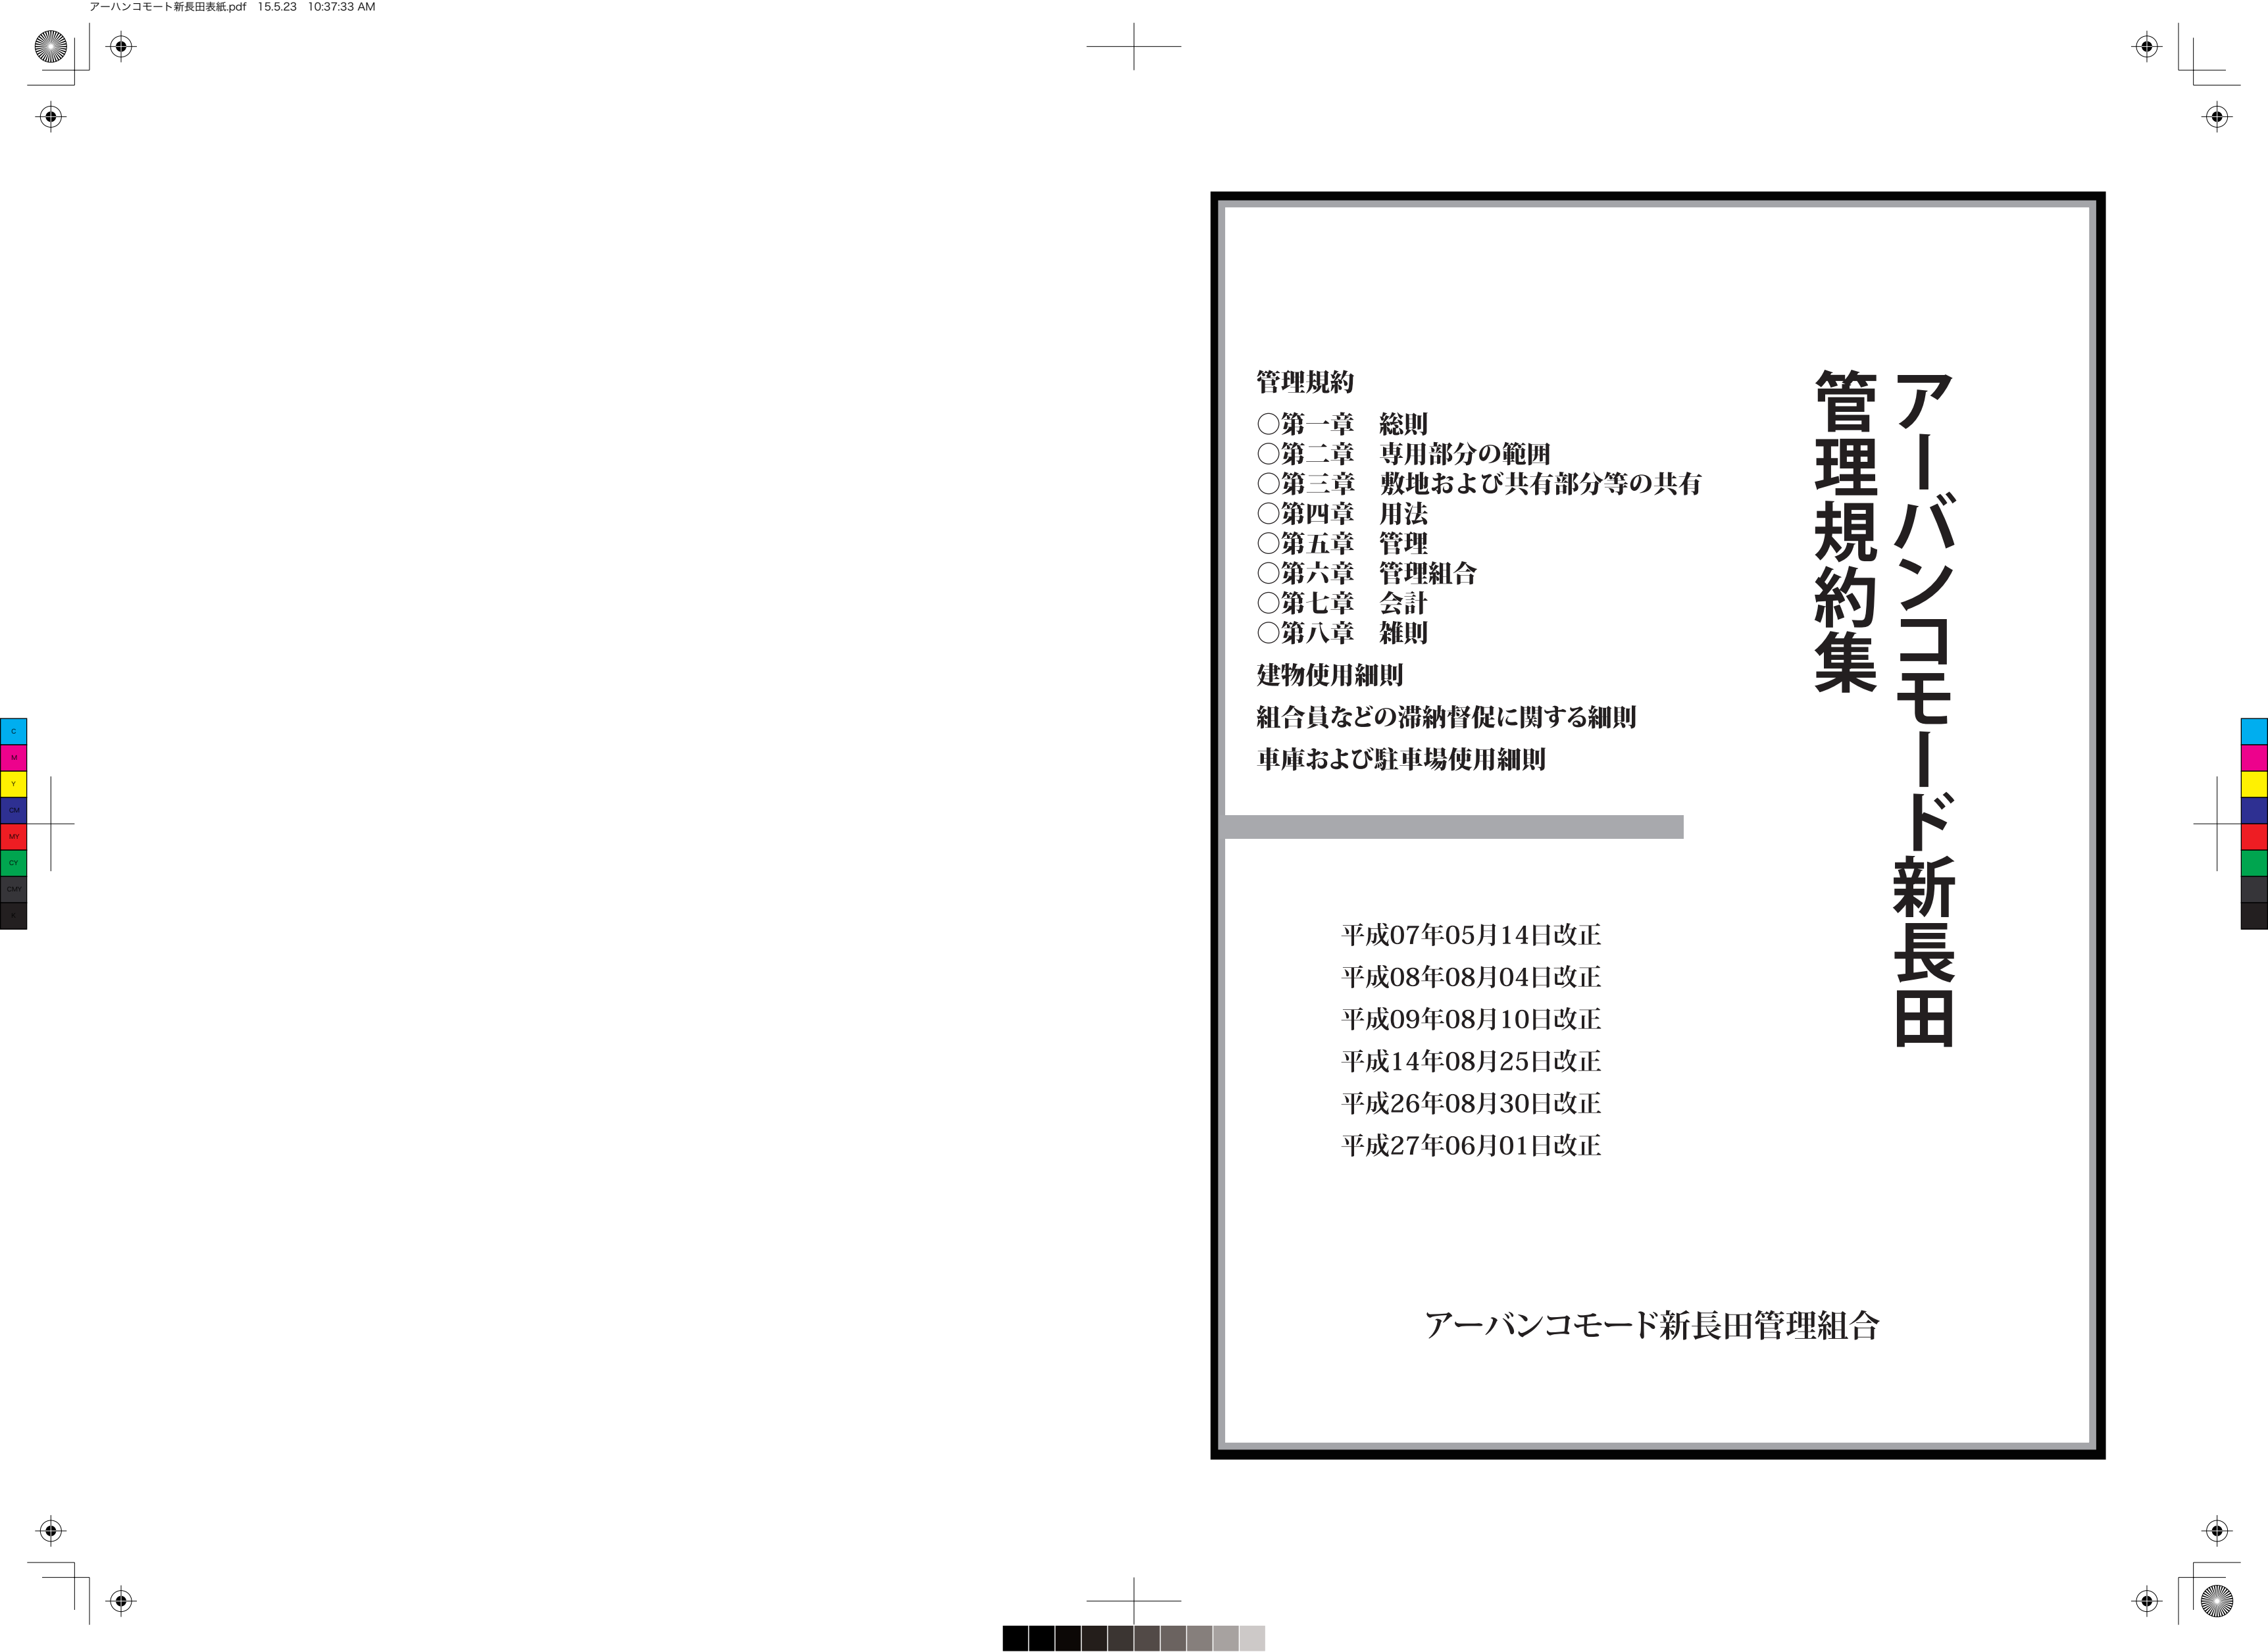 アーハンコモート新長田表紙.pdf　15.5.23　10:37:33 AM
アーバンコモード新長田
管理規約集
管理規約
○第一章　総則
○第二章　専用部分の範囲
○第三章　敷地および共有部分等の共有
○第四章　用法
○第五章　管理
○第六章　管理組合
○第七章　会計
○第八章　雑則
建物使用細則
組合員などの滞納督促に関する細則
車庫および駐車場使用細則
平成07年05月14日改正
平成08年08月04日改正
平成09年08月10日改正
平成14年08月25日改正
平成26年08月30日改正
平成27年06月01日改正
アーバンコモード新長田管理組合
C
M
Y
CM
MY
CY
CMY
K